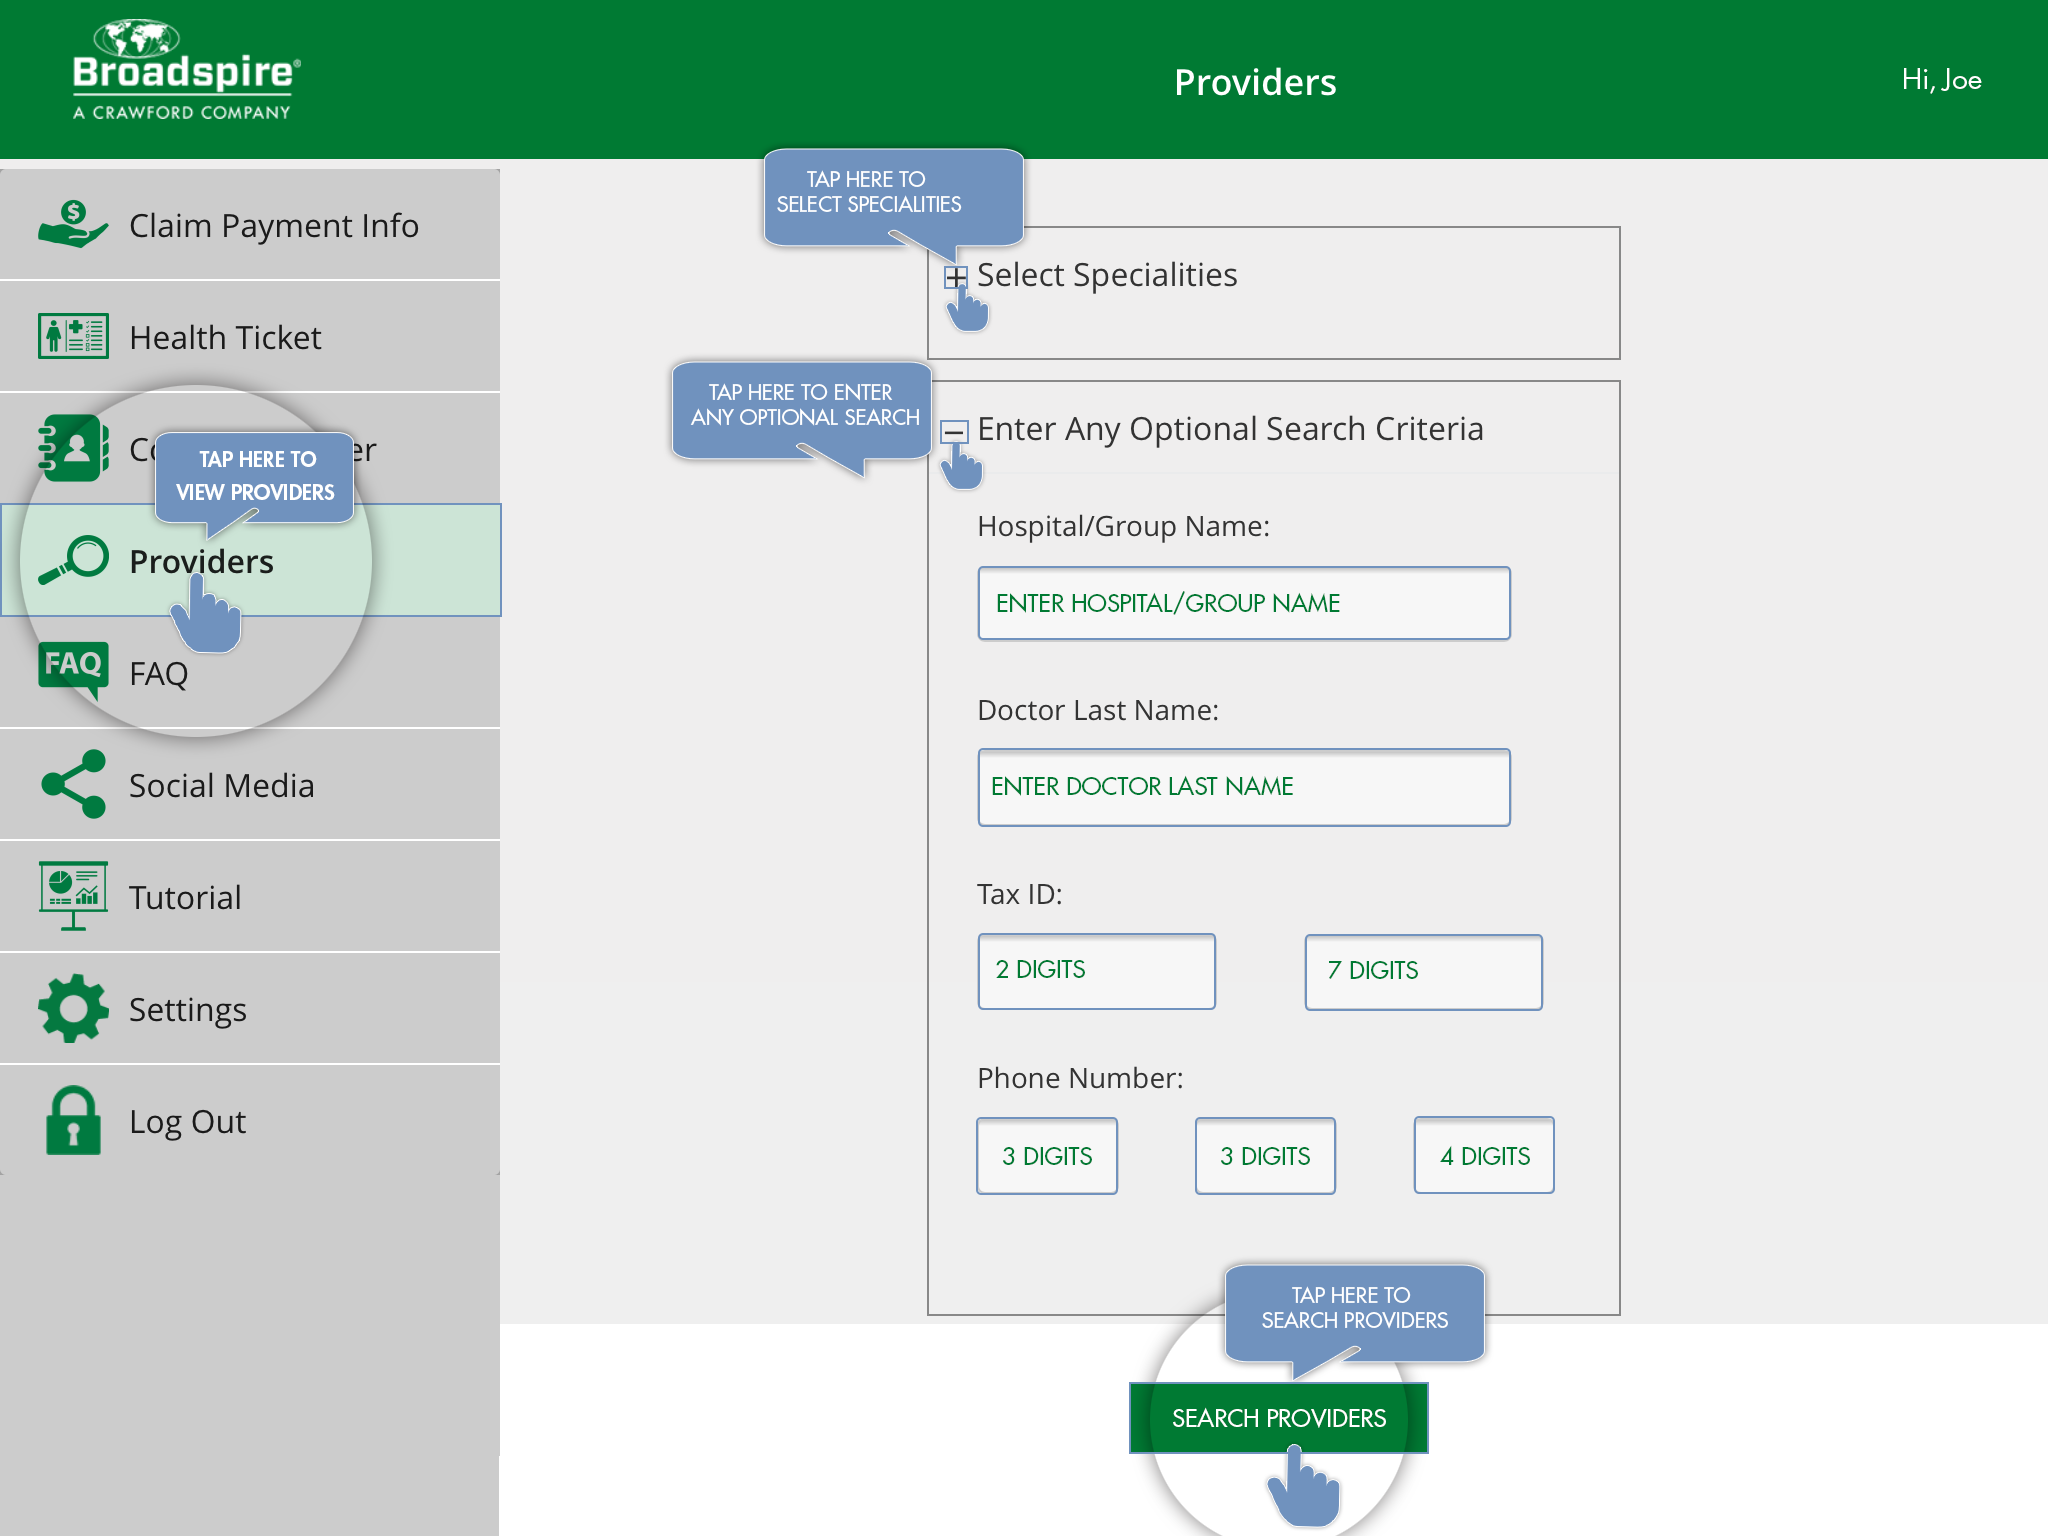 Broadspire®
A CRAWFORD COMPANY
Providers
Hi, Joe
Claim Payment Info
Health Ticket
TAP HERE TO
VIEW PROVIDERS
Providers
FAQ
FAQ
Social Media
Tutorial
Settings
Log Out
TAP HERE TO
SELECT SPECIALITIES
Select Specialities
TAP HERE TO ENTER
ANY OPTIONAL SEARCH
Enter Any Optional Search Criteria
Hospital/Group Name:
ENTER HOSPITAL/GROUP NAME
Doctor Last Name:
ENTER DOCTOR LAST NAME
Tax ID:
2 DIGITS
7 DIGITS
Phone Number:
3 DIGITS
3 DIGITS
4 DIGITS
TAP HERE TO
SEARCH PROVIDERS
SEARCH PROVIDERS